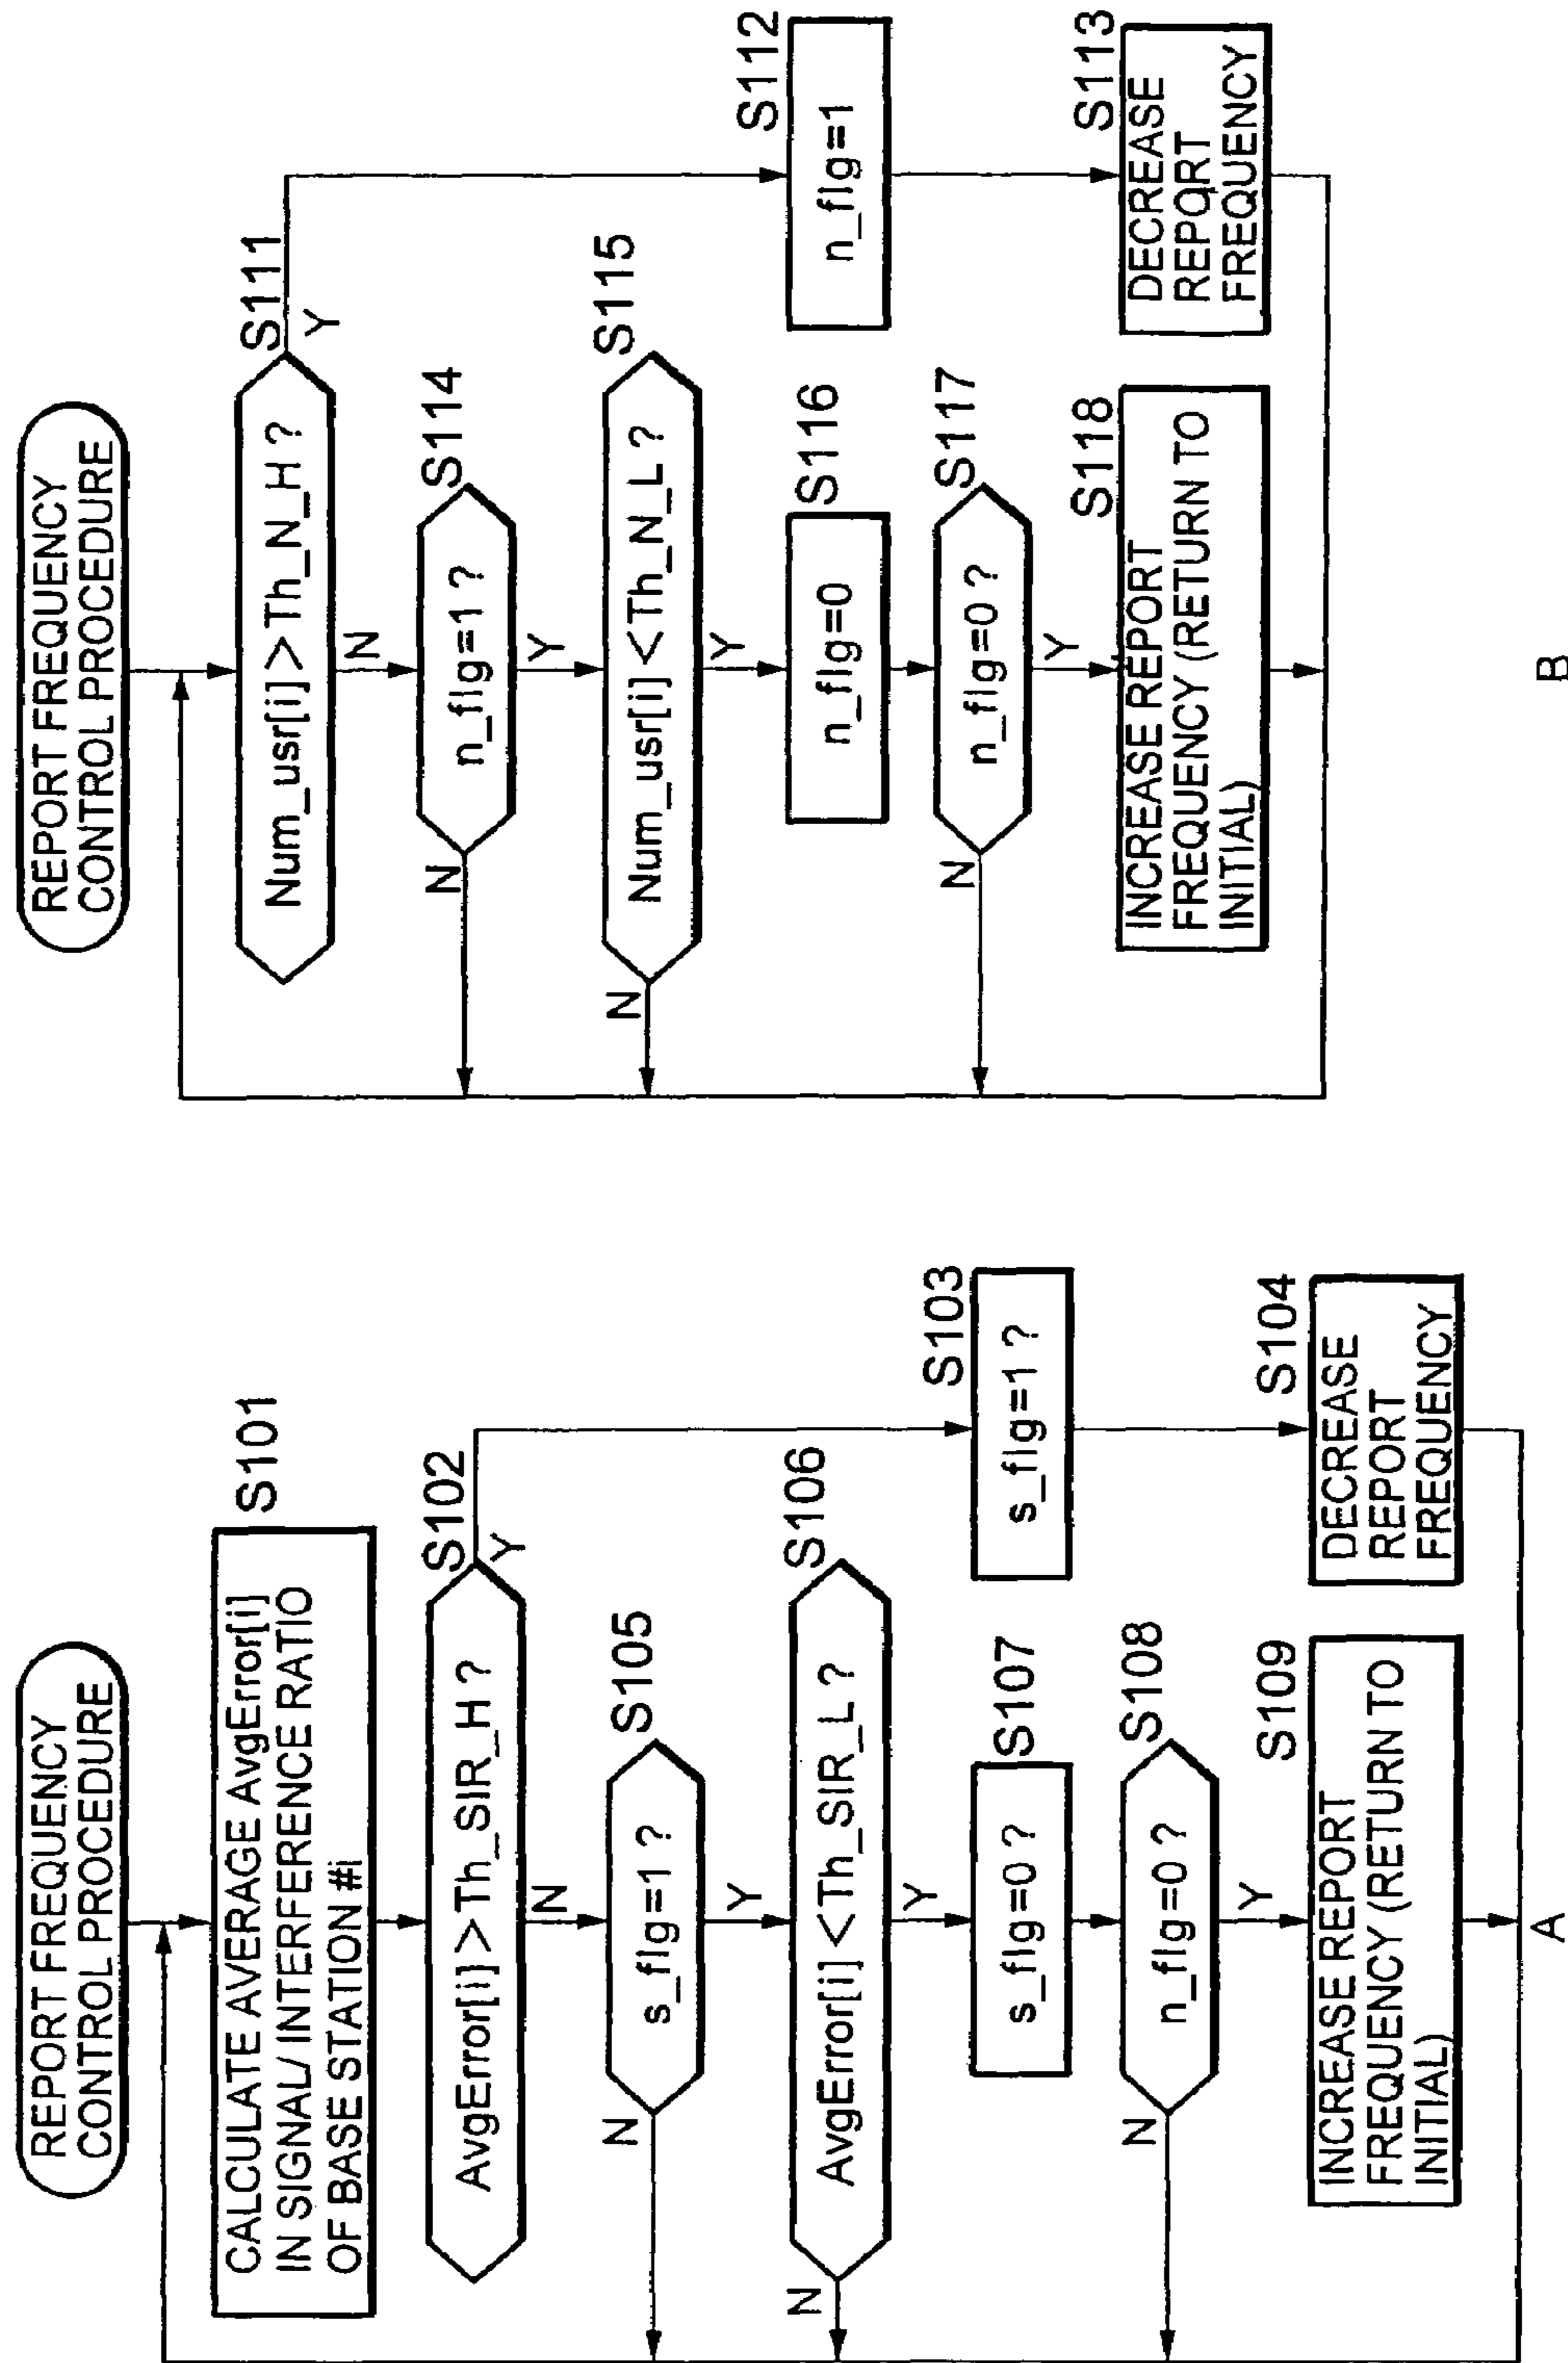 REPORT FREQUENCY
CONTROL PROCEDURE
CALCULATE AVERAGE AvgError[i]
IN SIGNAL/ INTERFERENCE RATIO
OF BASE STATION #i
S101
AvgError[i] > Th_SIR_H ?
S102
Y
N
s_flg=1 ?
S103
DECREASE
REPORT
FREQUENCY
S104
s_flg=1 ?
S105
N
Y
AvgError[i] < Th_SIR_L ?
S106
N
Y
s_flg=0 ?
S107
n_flg=0 ?
S108
N
Y
INCREASE REPORT
FREQUENCY (RETURN TO
INITIAL)
S109
A
REPORT FREQUENCY
CONTROL PROCEDURE
Num_usr[i] > Th_N_H ?
S111
Y
N
n_flg=1
S112
DECREASE
REPORT
FREQUENCY
S113
n_flg=1 ?
S114
N
Y
Num_usr[i] < Th_N_L ?
S115
N
Y
n_flg=0
S116
n_flg=0 ?
S117
N
Y
INCREASE REPORT
FREQUENCY (RETURN TO
INITIAL)
S118
B